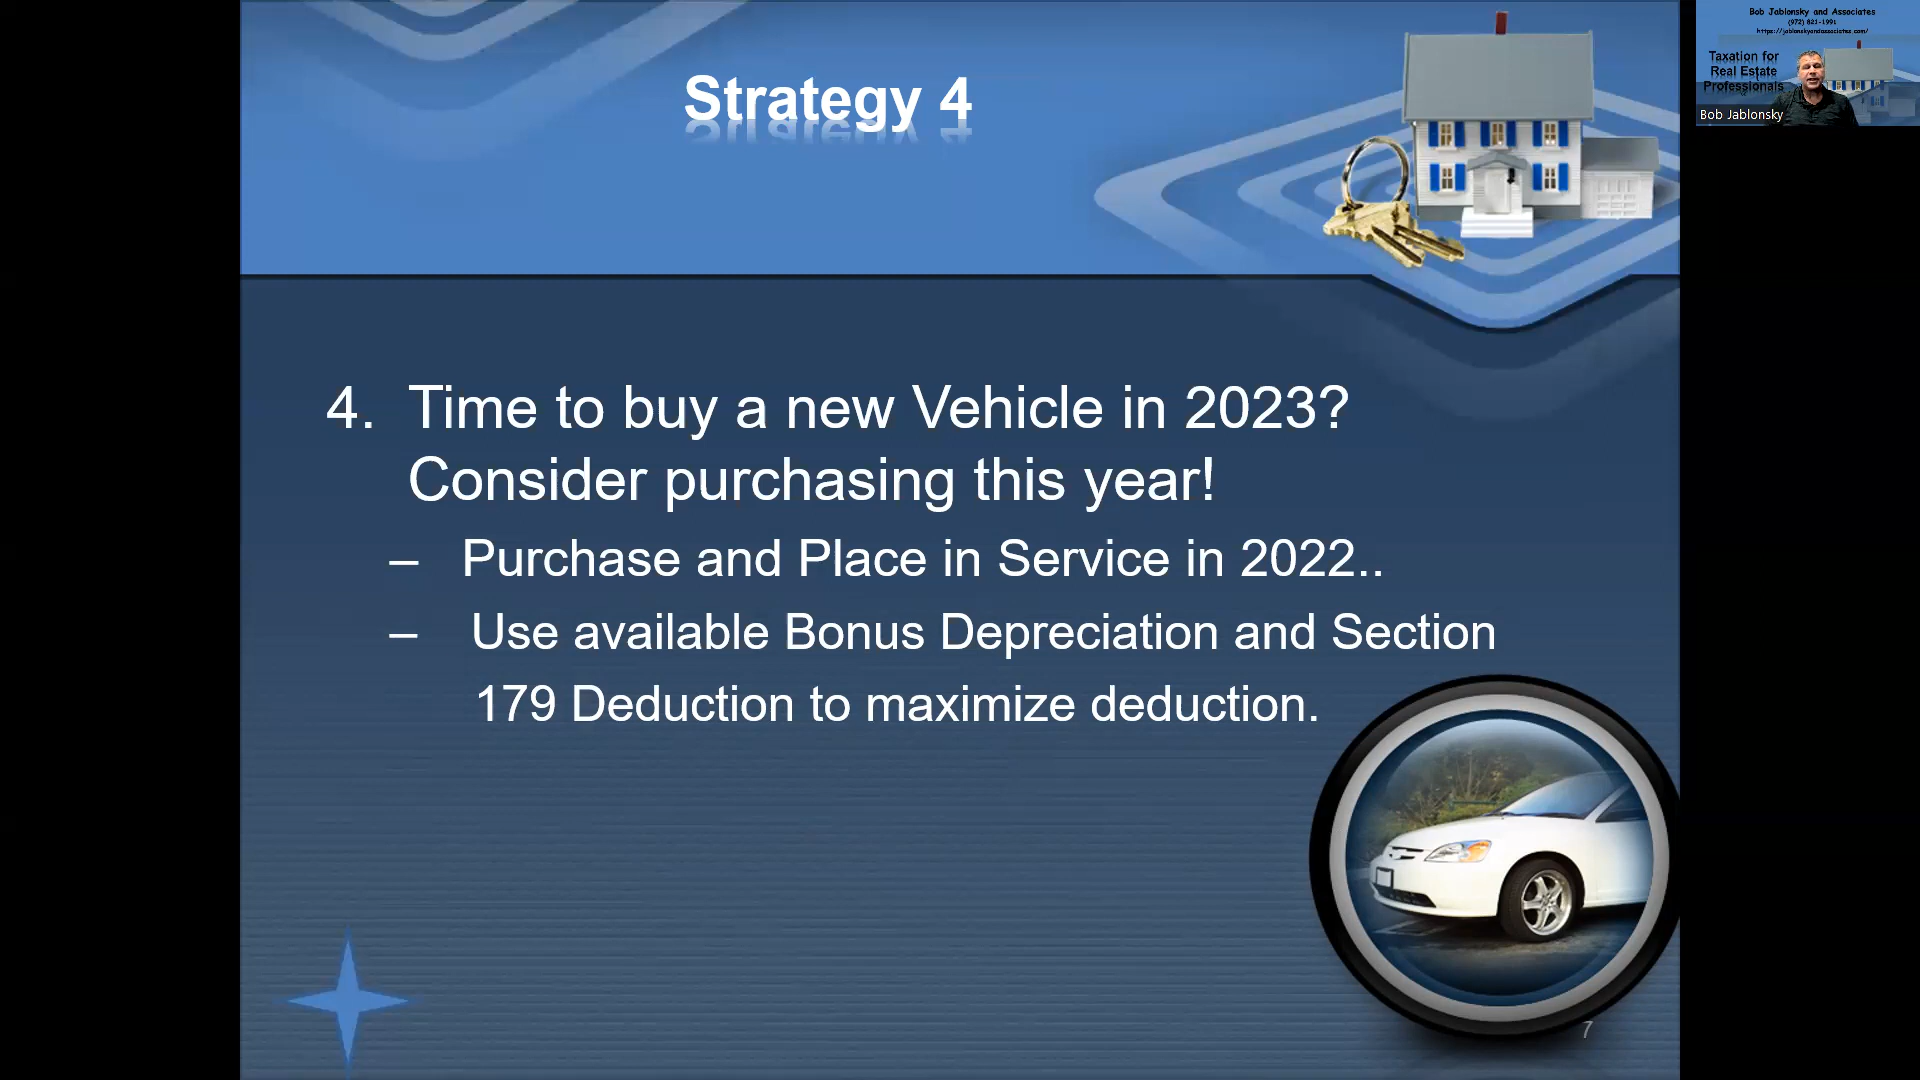 Strategy 4
4. Time to buy a new Vehicle in 2023?
Consider purchasing this year!
– Purchase and Place in Service in 2022..
– Use available Bonus Depreciation and Section
179 Deduction to maximize deduction.
7
Bob Jablonsky and Associates
(972) 821-1991
https://jablonskyandassociates.com/
Taxation for
Real Estate
Professionals
Bob Jablonsky